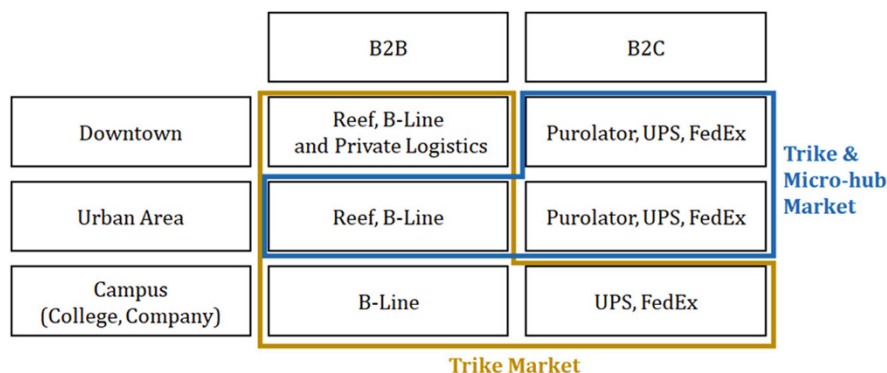 B2B
B2C
Downtown
Reef, B-Line
and Private Logistics
Purolator, UPS, FedEx
Trike &
Micro-hub
Market
Urban Area
Reef, B-Line
Purolator, UPS, FedEx
Campus
(College, Company)
B-Line
UPS, FedEx
Trike Market